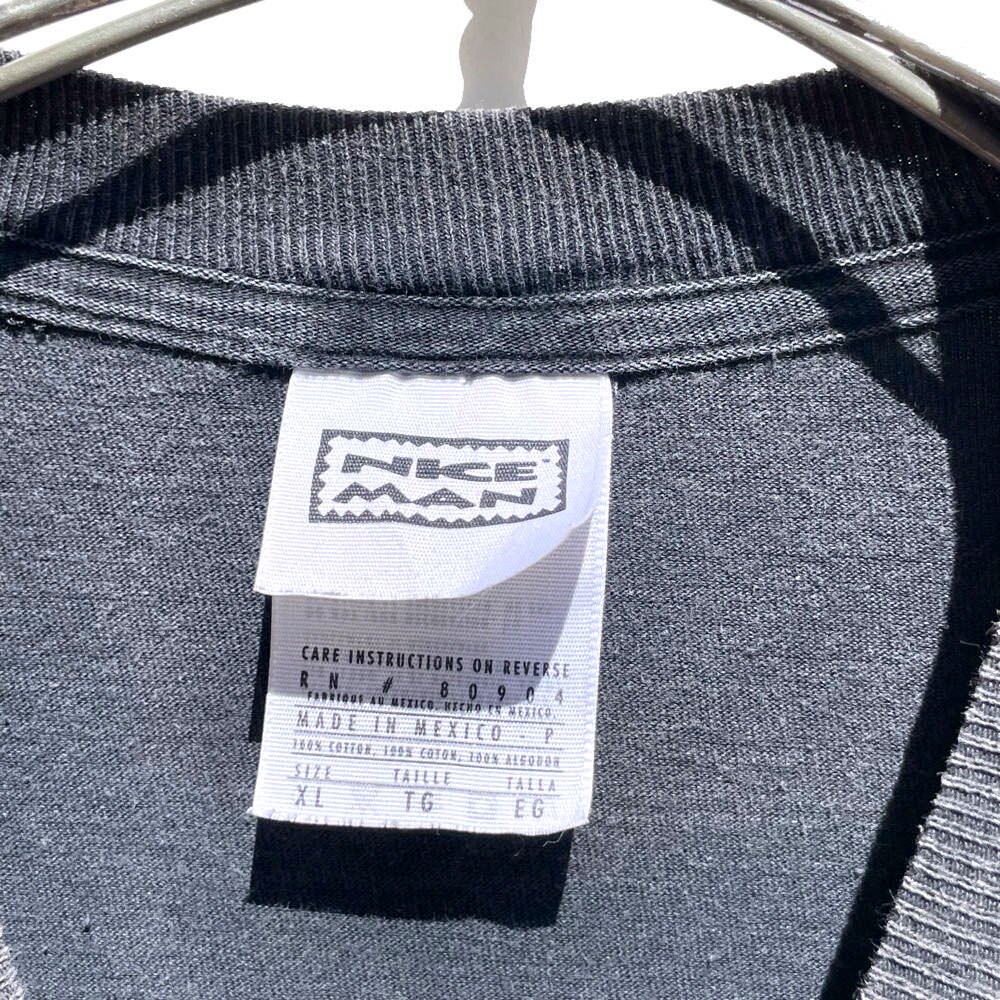 NKE™
MAN
CARE INSTRUCTIONS ON REVERSE
RN # 80904
FABRIQUE AU MEXICO, HECHO EN MEXICO,
MADE IN MEXICO - P
100% COTTON, 100% COTON, 100% ALGODON
SIZE TAILLE TALLA
XL TG EG